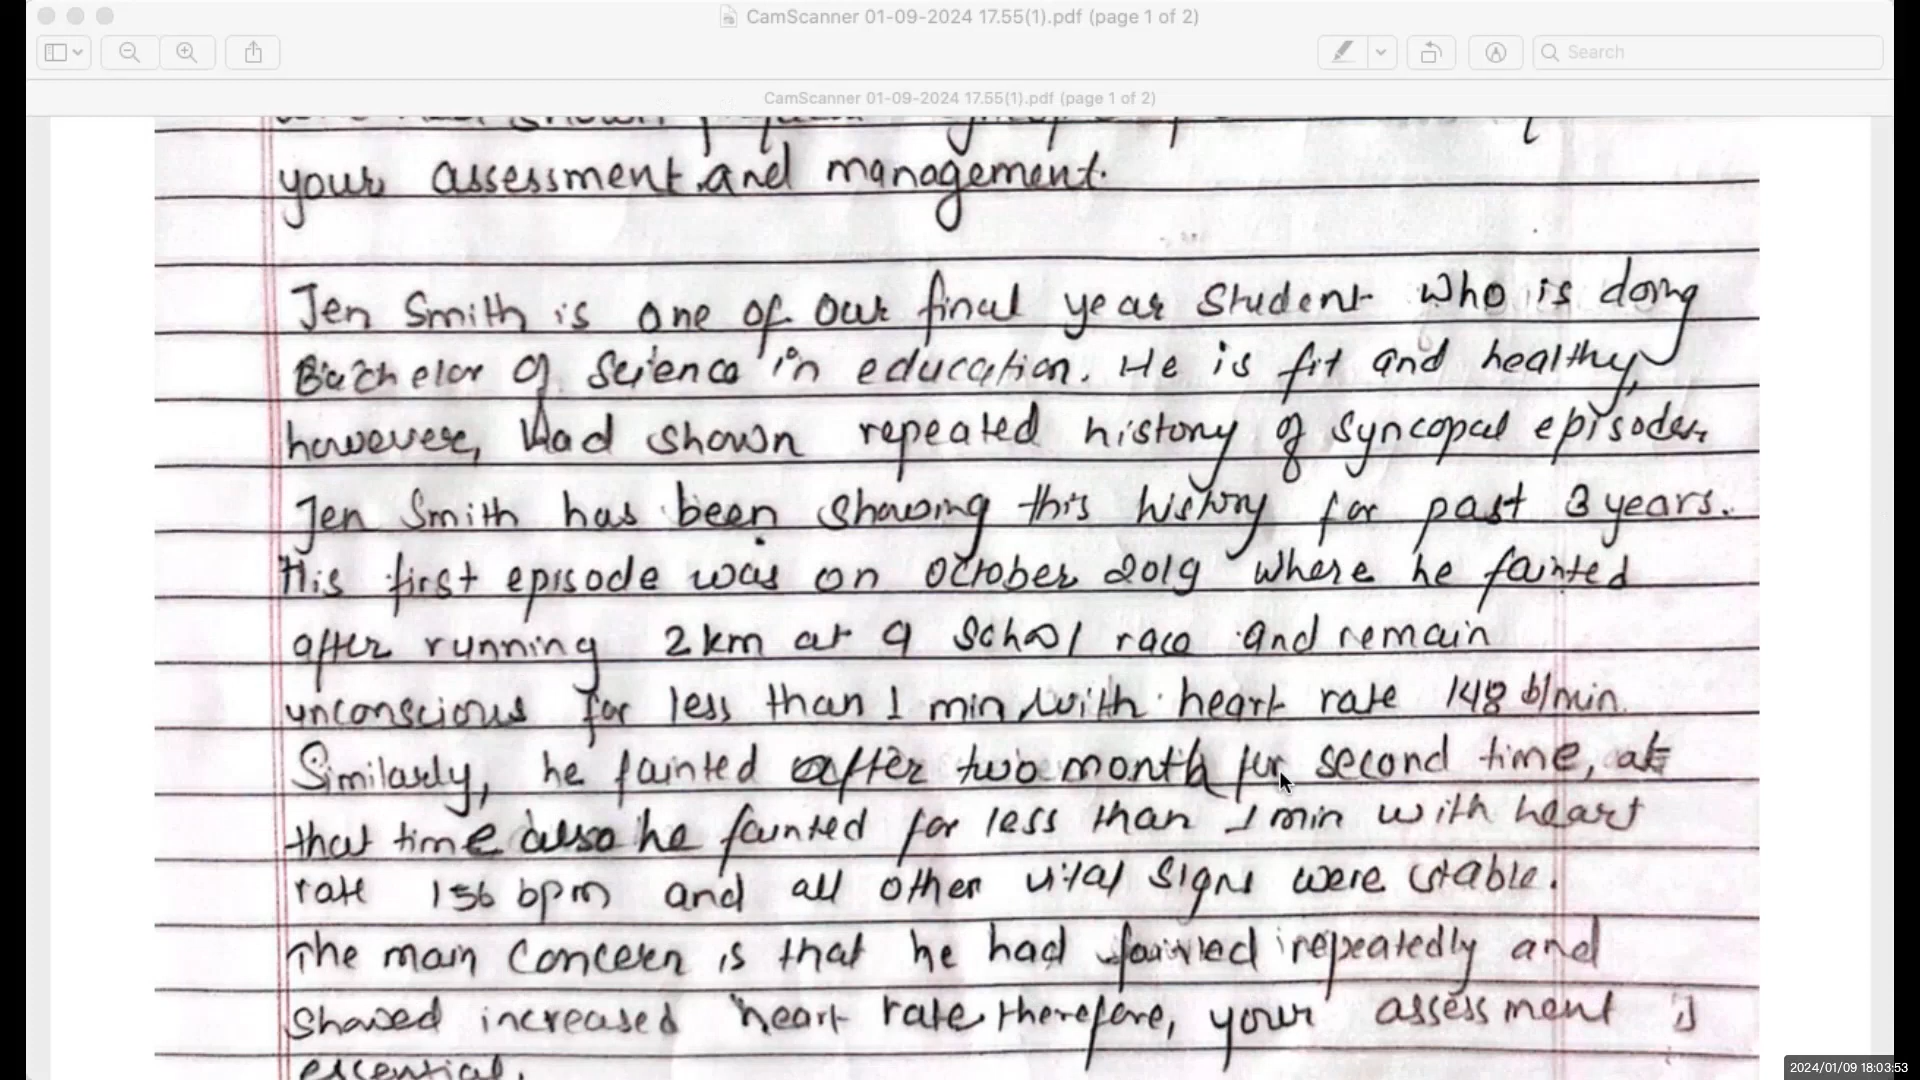 CamScanner 01-09-2024 17.55(1).pdf (page 1 of 2)
Search
CamScanner 01-09-2024 17.55(1).pdf (page 1 of 2)
shown
your assessment and management.
Jen Smith is one of our final year student who is doing
Bachelor of Science in education. He is fit and healthy,
however, had shown repeated history of syncopal episodes.
Jen Smith has been showing this history for past 3 years.
His first episode was on october 2019 where he fainted
after running 2 km at a school race and remain
unconscious for less than 1 min with heart rate 148 b/min.
Similarly, he fainted after two month for second time, at
that time also he fainted for less than 1 min with heart
rate 156 bpm and all other vital signs were stable.
The main concern is that he had fainted repeatedly and
showed increased heart rate therefore, your assessment is
essential.
2024/01/09 18:03:53